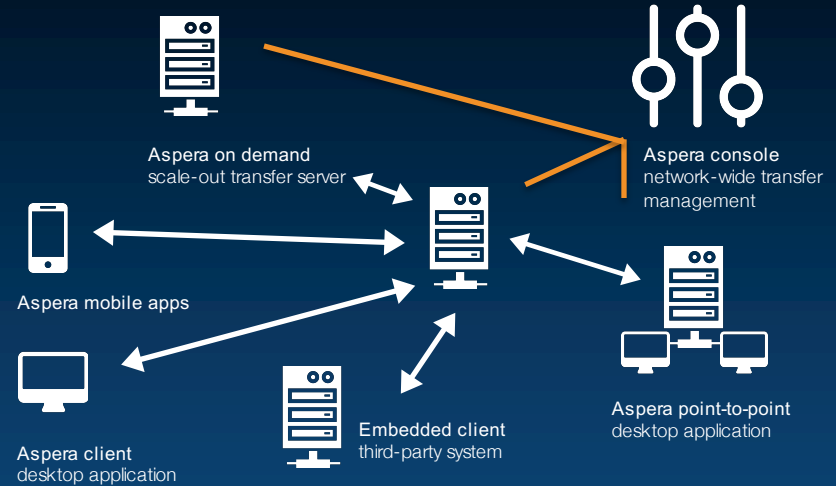 Aspera on demand
scale-out transfer server
Aspera console
network-wide transfer
management
Aspera mobile apps
Aspera point-to-point
desktop application
Embedded client
third-party system
Aspera client
desktop application